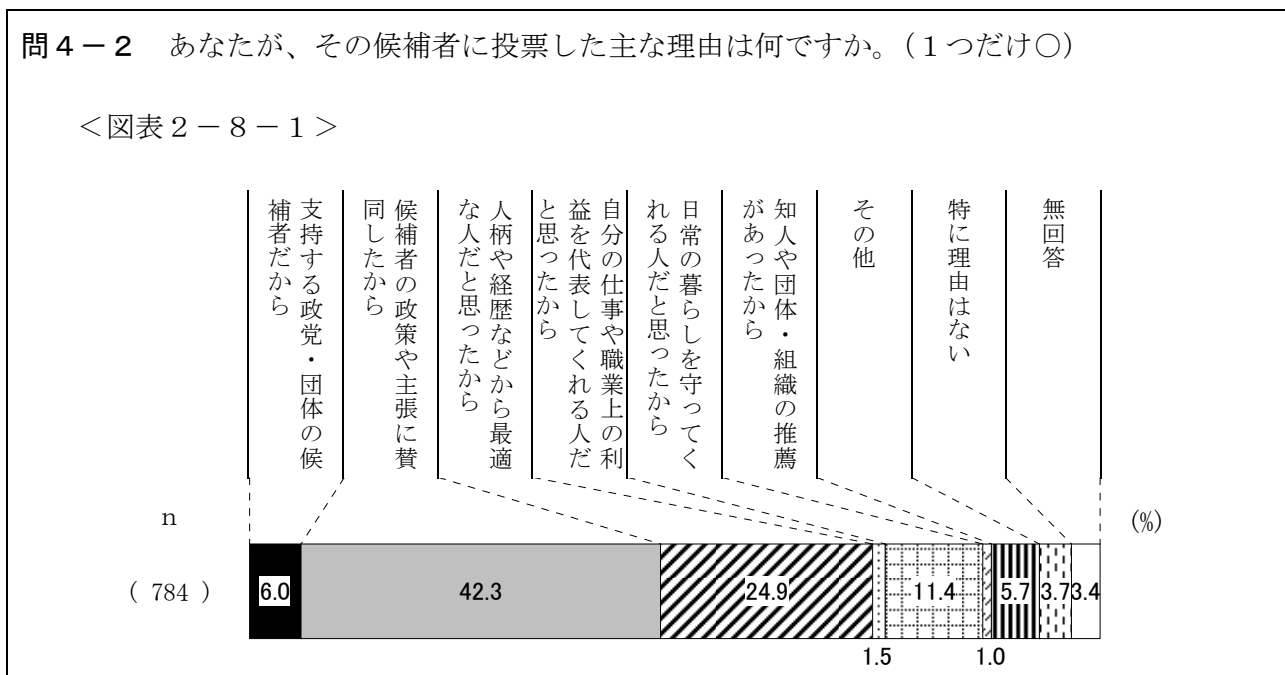 問４－２　あなたが、その候補者に投票した主な理由は何ですか。（１つだけ○）
＜図表２－８－１＞
支持する政党・団体の候
補者だから
候補者の政策や主張に賛
同したから
人柄や経歴などから最適
な人だと思ったから
自分の仕事や職業上の利
益を代表してくれる人だ
と思ったから
日常の暮らしを守ってく
れる人だと思ったから
知人や団体・組織の推薦
があったから
その他
特に理由はない
無回答
n
(%)
( 784 )
6.0
42.3
24.9
1.5
11.4
1.0
5.7
3.7
3.4